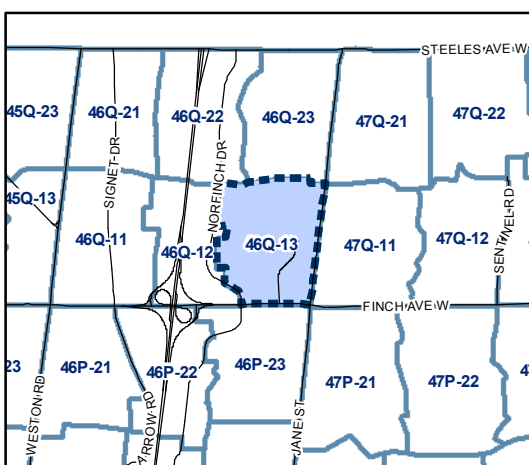 STEELES AVE W
45Q-23
46Q-21
46Q-22
46Q-23
47Q-21
47Q-22
SIGNET DR
NORFINCH DR
45Q-13
46Q-11
46Q-12
46Q-13
47Q-11
47Q-12
SENTINEL RD
FINCH AVE W
23
46P-21
46P-22
46P-23
47P-21
47P-22
47
WESTON RD
ARROW RD
JANE ST